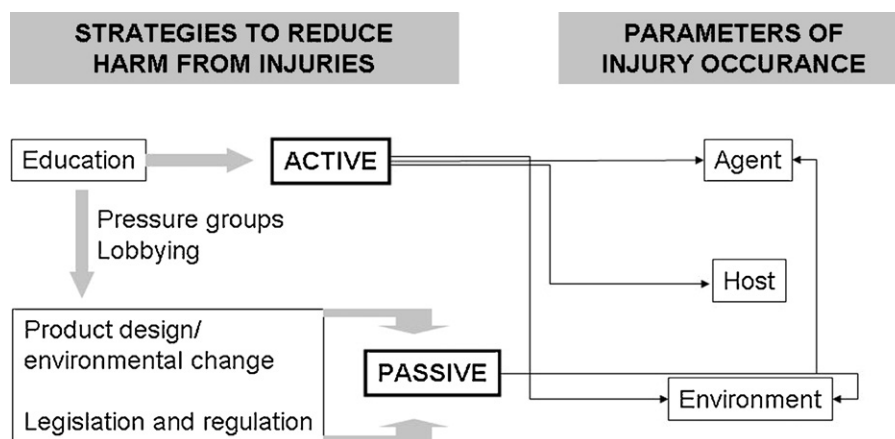 STRATEGIES TO REDUCE
HARM FROM INJURIES
PARAMETERS OF
INJURY OCCURANCE
Education
ACTIVE
Agent
Pressure groups
Lobbying
Host
Product design/
environmental change
PASSIVE
Environment
Legislation and regulation